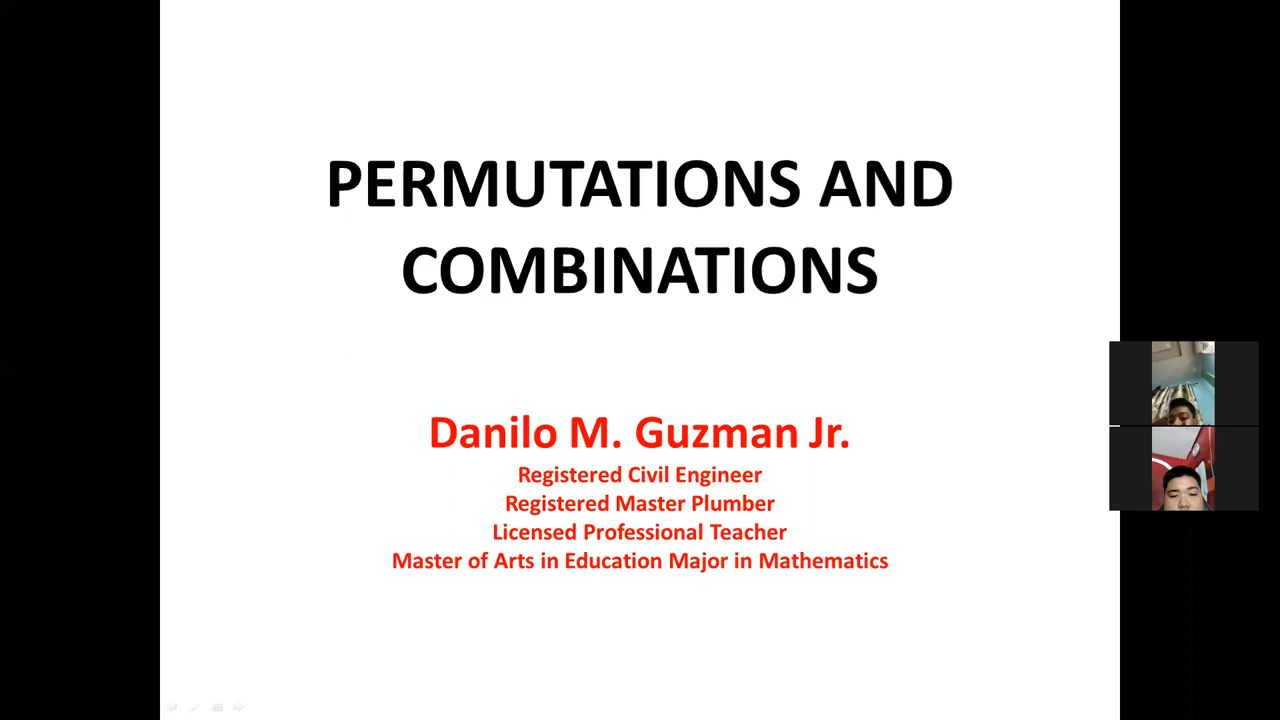 PERMUTATIONS AND
COMBINATIONS
Danilo M. Guzman Jr.
Registered Civil Engineer
Registered Master Plumber
Licensed Professional Teacher
Master of Arts in Education Major in Mathematics